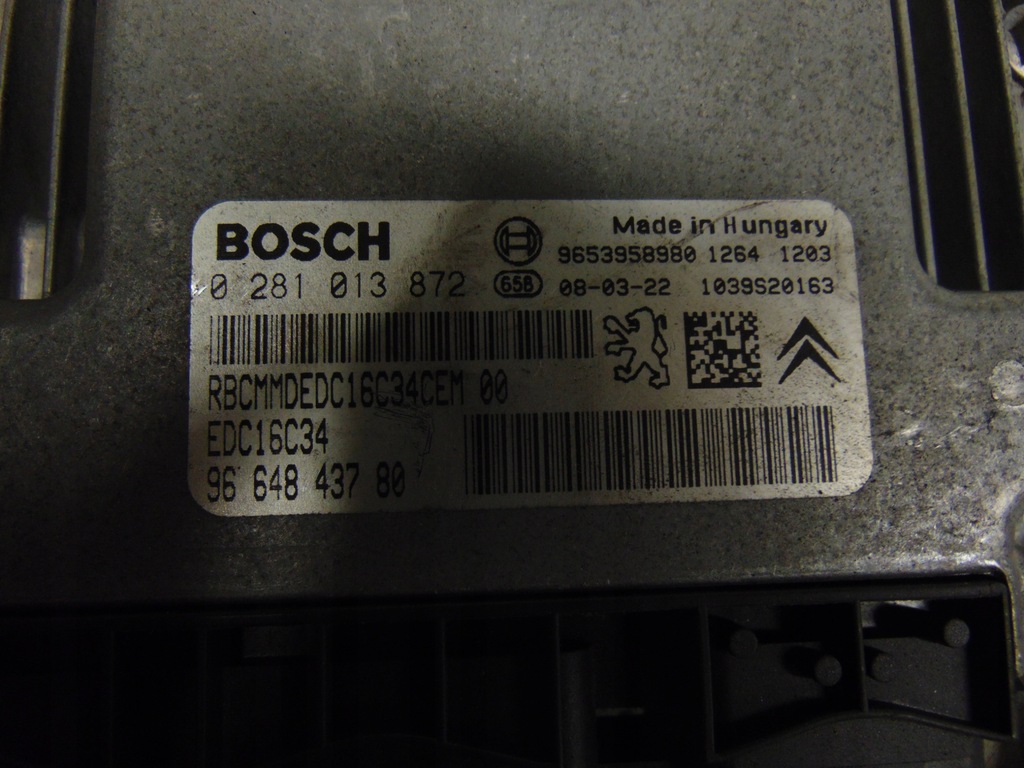 BOSCH
Made in Hungary
9653958980 1264 1203
0 281 013 872 65B 08-03-22 1039S20163
RBCMMDEDC16C34CEM 00
EDC16C34
96 648 437 80